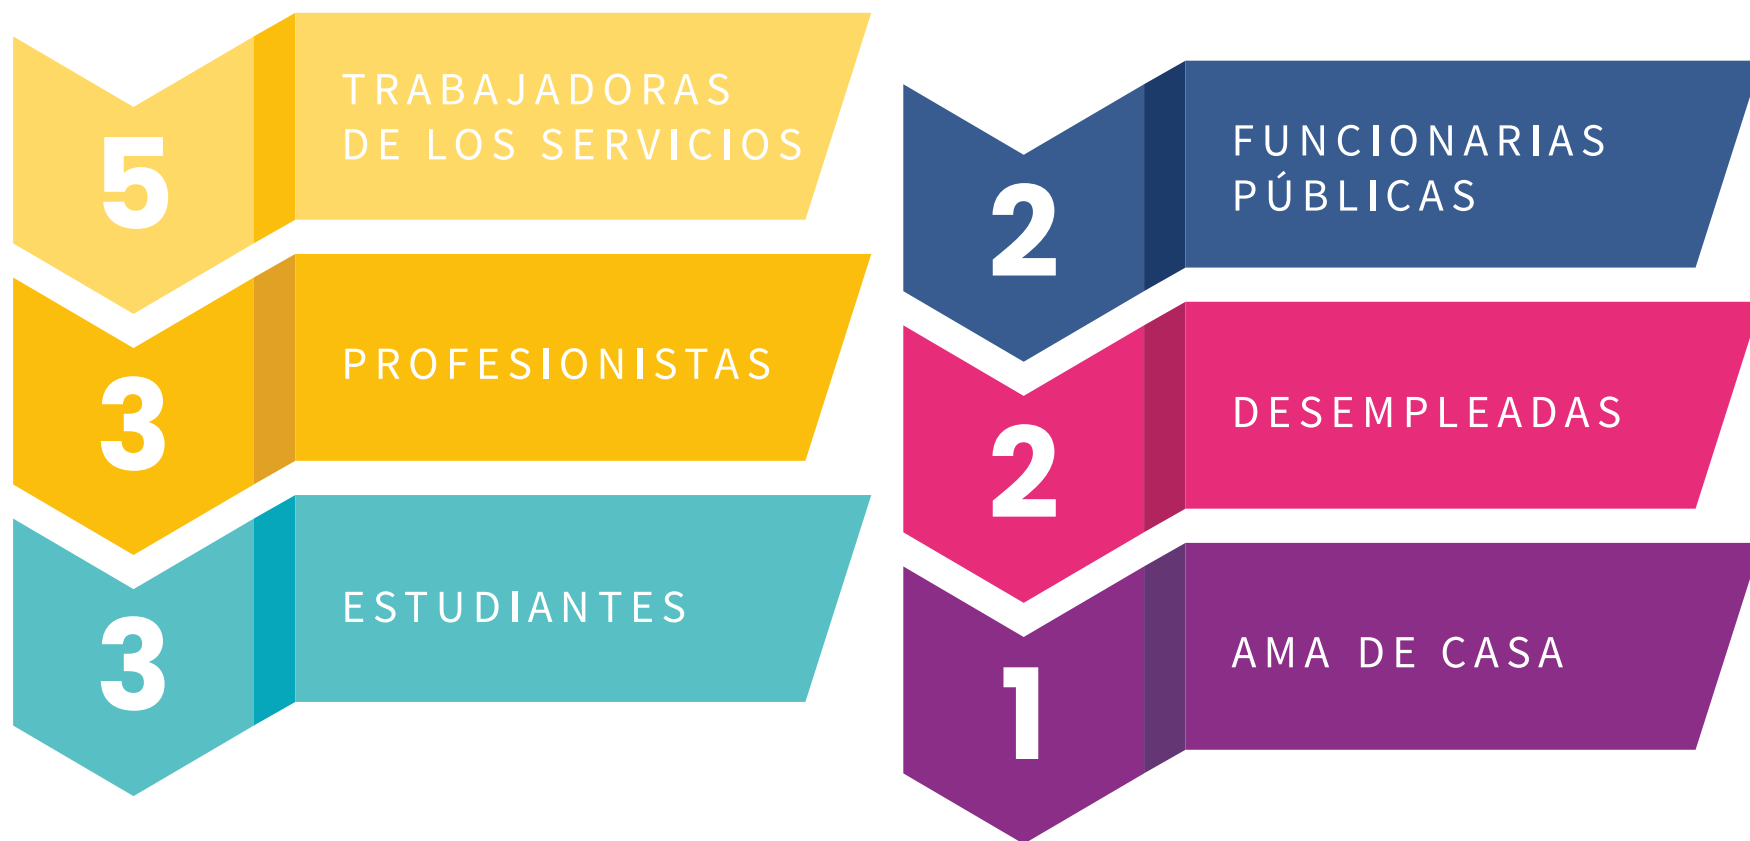 5
TRABAJADORAS
DE LOS SERVICIOS
3
PROFESIONISTAS
3
ESTUDIANTES
2
FUNCIONARIAS
PÚBLICAS
2
DESEMPLEADAS
1
AMA DE CASA